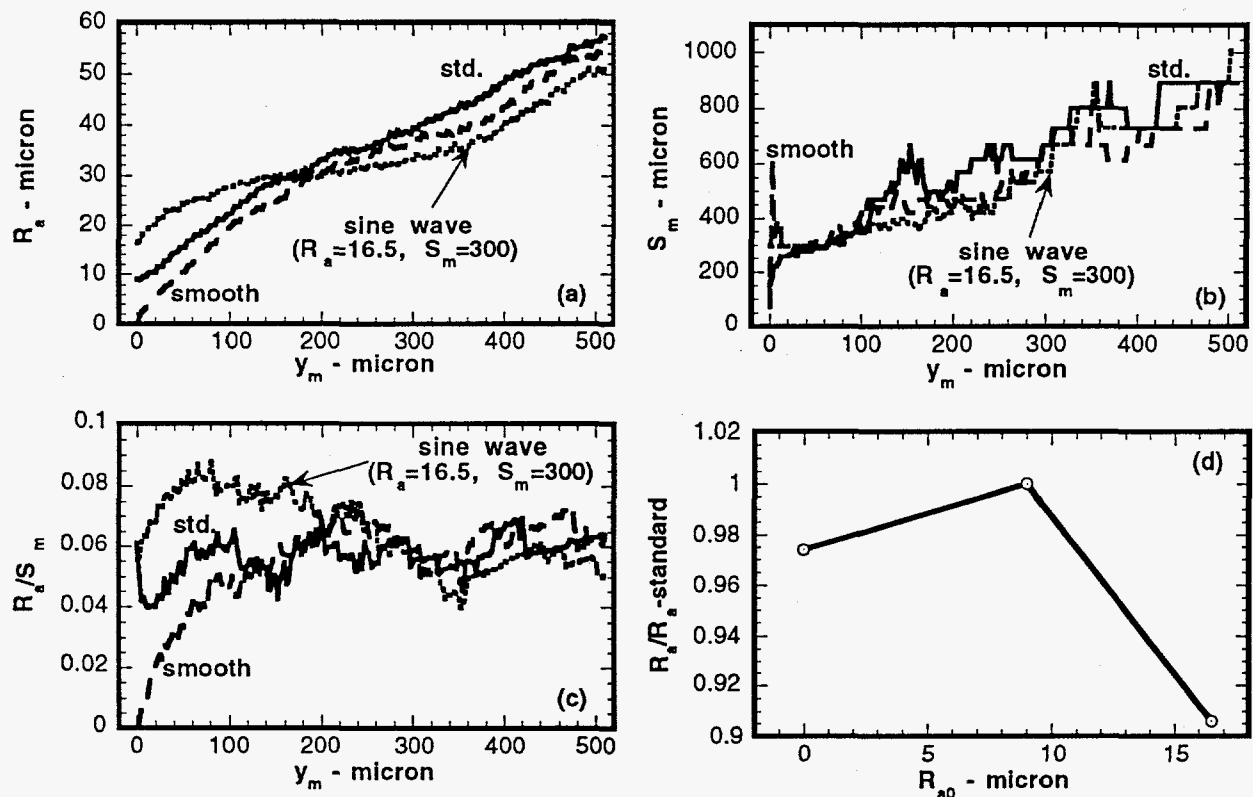 60
50
40
30
20
10
0
R_a - micron
std.
sine wave
(R_a=16.5, S_m=300)
smooth
(a)
0 100 200 300 400 500
y_m - micron
1000
800
600
400
200
0
S_m - micron
std.
smooth
sine wave
(R_a=16.5, S_m=300)
(b)
0 100 200 300 400 500
y_m - micron
0.1
0.08
0.06
0.04
0.02
0
R_a/S_m
sine wave
(R_a=16.5, S_m=300)
std.
smooth
(c)
0 100 200 300 400 500
y_m - micron
1.02
1
0.98
0.96
0.94
0.92
0.9
R_a/R_a-standard
(d)
0 5 10 15
R_a0 - micron